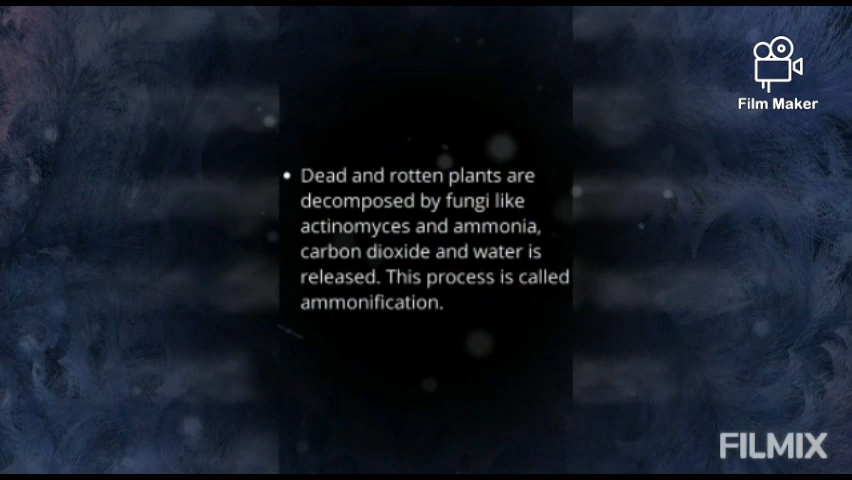 Film Maker
• Dead and rotten plants are
decomposed by fungi like
actinomyces and ammonia,
carbon dioxide and water is
released. This process is called
ammonification.
FILMIX